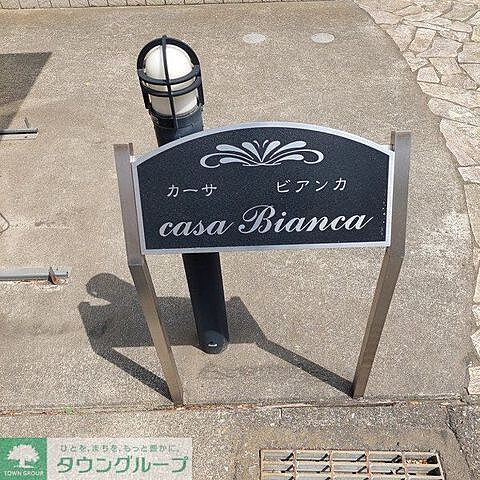 カーサ ビアンカ
casa Bianca
ひとを、まちを、もっと豊かに。
タウングループ
TOWN GROUP